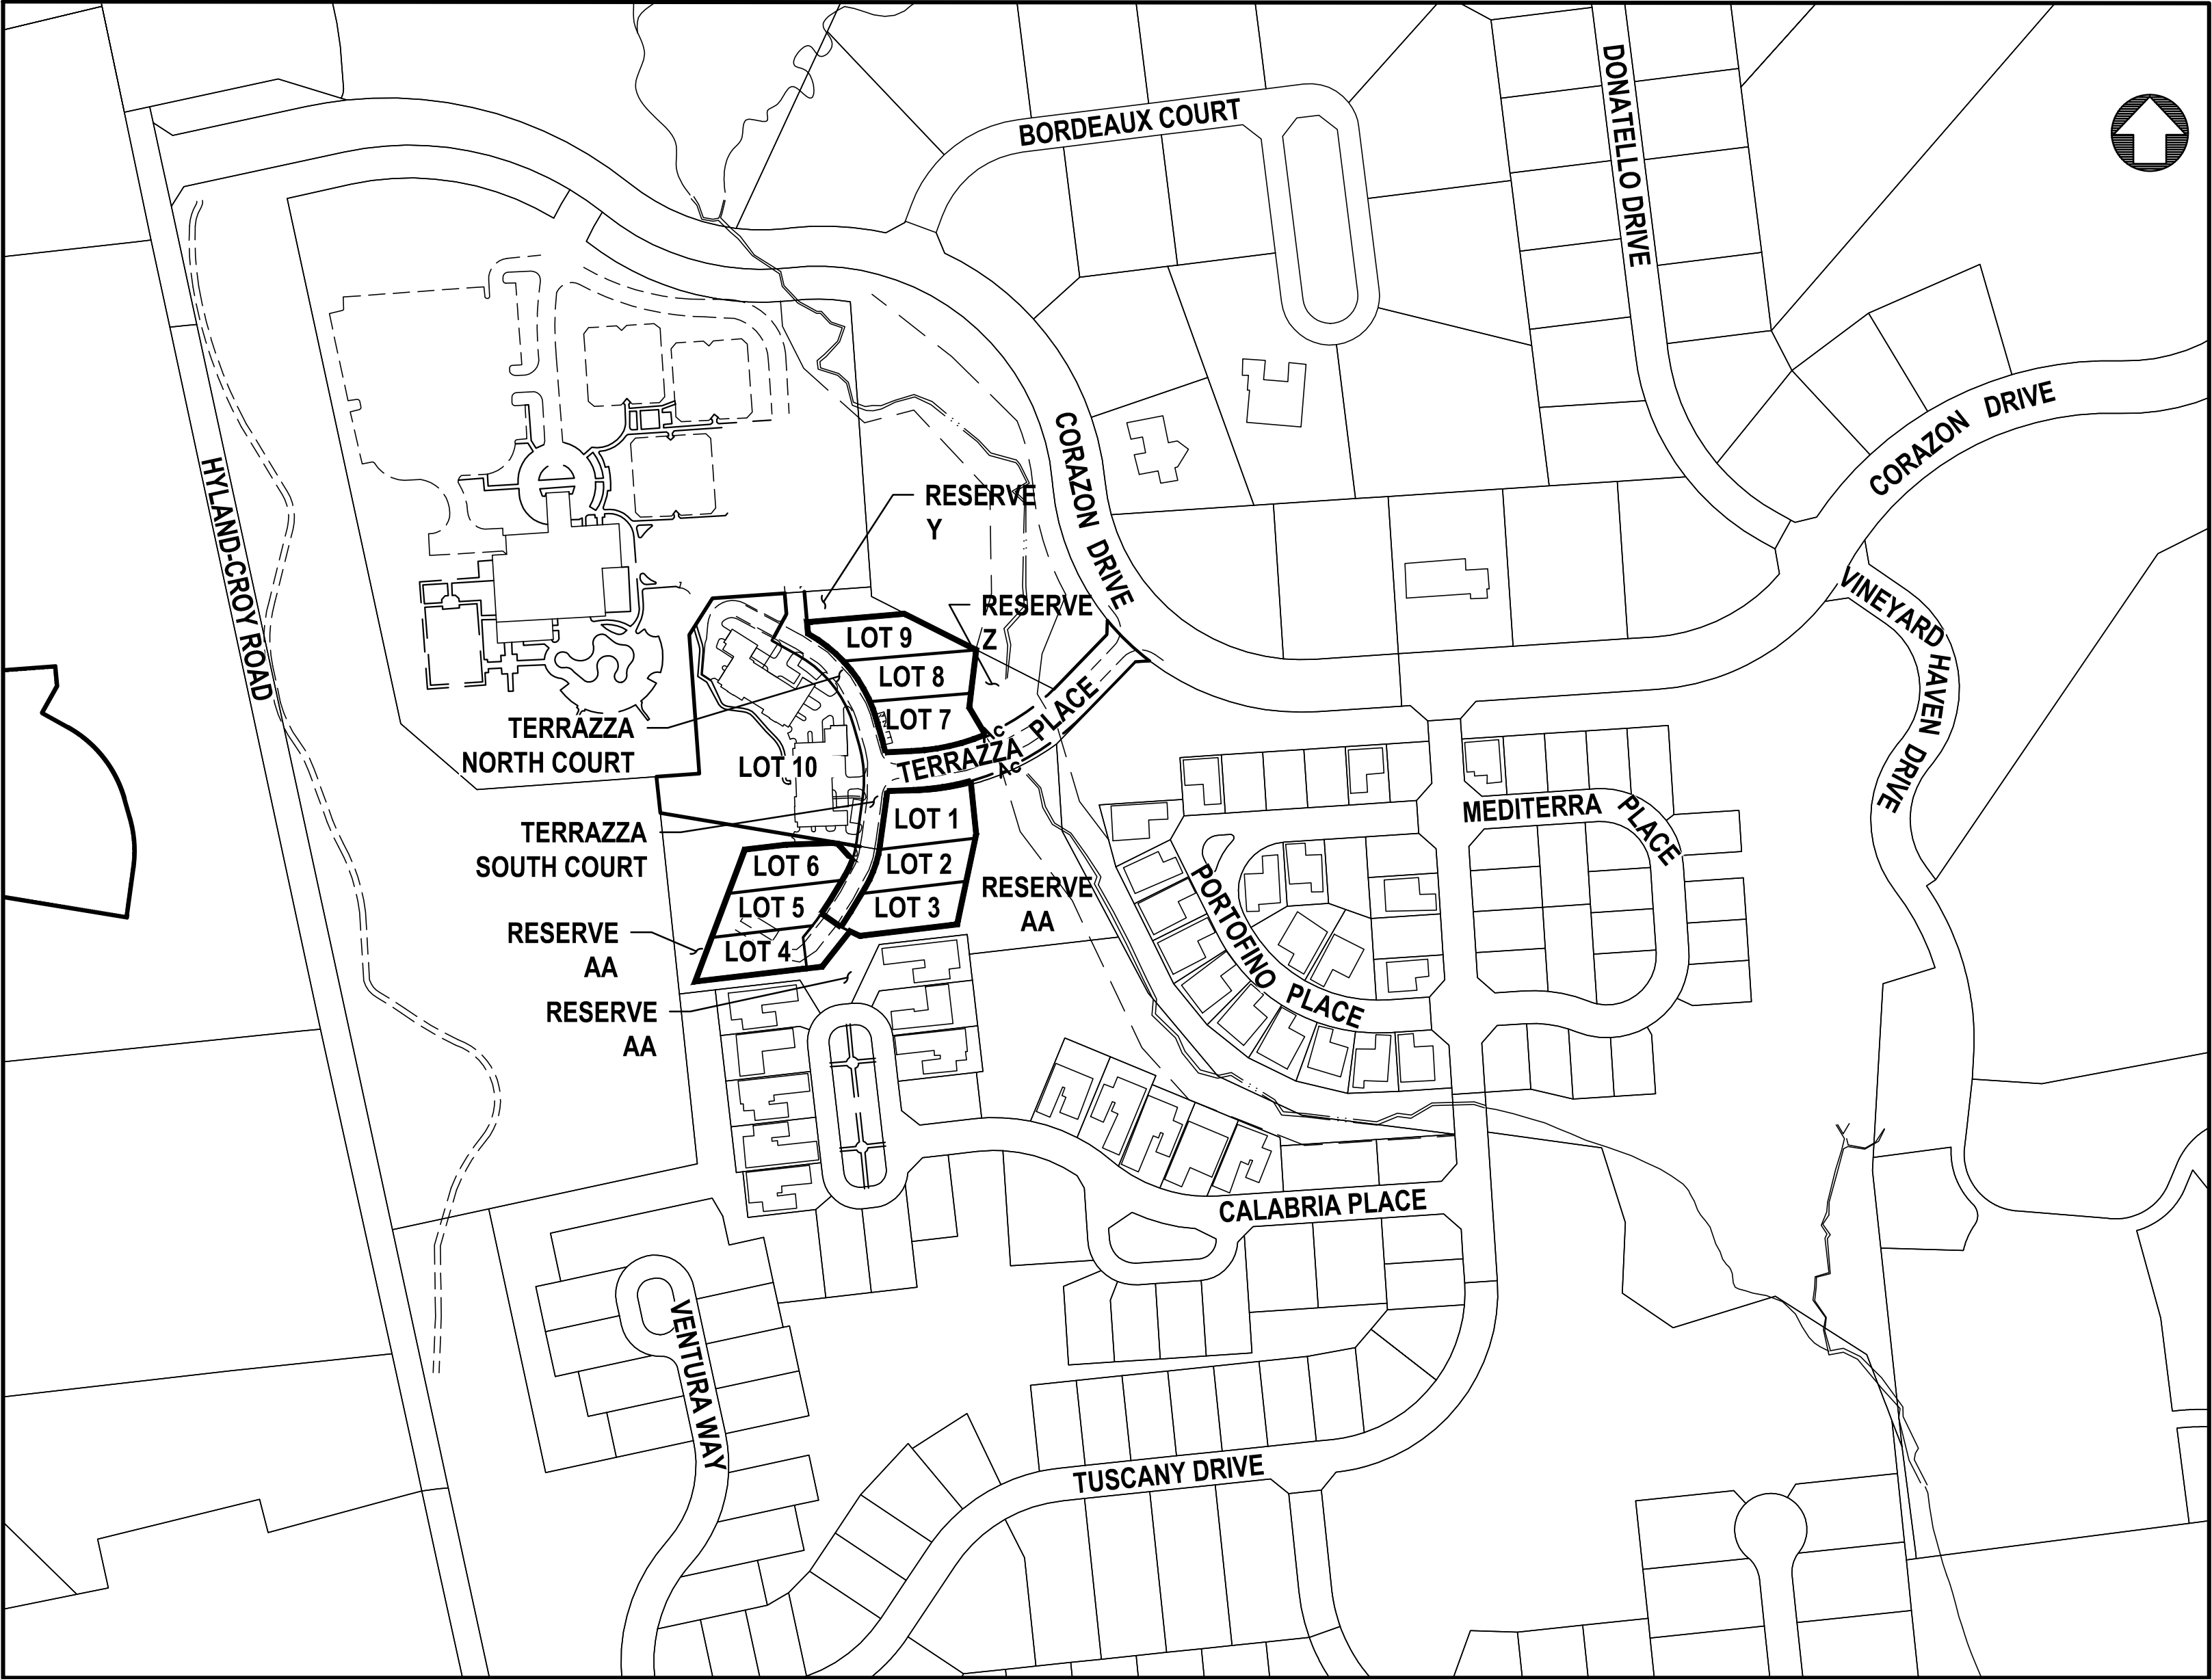 DONATELLO DRIVE
BORDEAUX COURT
CORAZON DRIVE
CORAZON DRIVE
HYLAND-CROY ROAD
RESERVE
Y
VINEYARD HAVEN DRIVE
RESERVE
Z
LOT 9
LOT 8
LOT 7
TERRAZZA
NORTH COURT
LOT 10
TERRAZZA PLACE
Ac
Ac
MEDITERRA PLACE
LOT 1
TERRAZZA
SOUTH COURT
LOT 6
LOT 2
PORTOFINO PLACE
RESERVE
AA
LOT 5
LOT 3
RESERVE
AA
LOT 4
RESERVE
AA
CALABRIA PLACE
VENTURA WAY
TUSCANY DRIVE